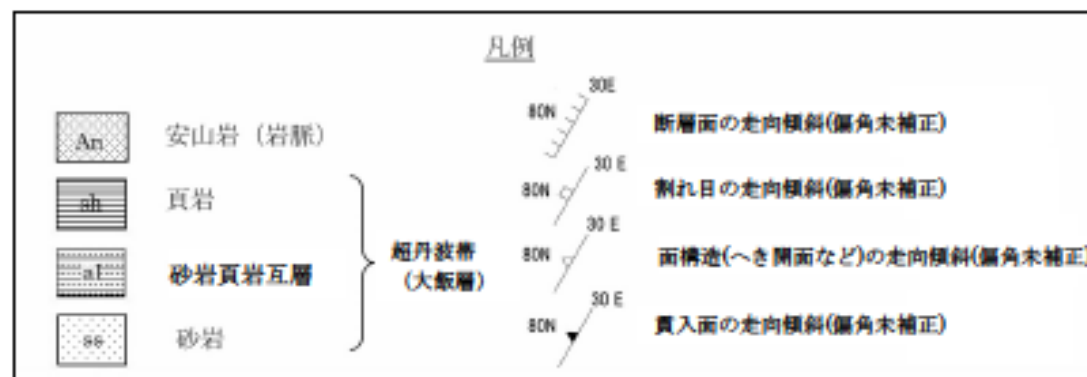 凡例
An 安山岩（岩脈）
sh 頁岩
al 砂岩頁岩互層
ss 砂岩
超丹波帯
（大飯層）
30E
80N
断層面の走向傾斜(偏角未補正)
30 E
80N
割れ目の走向傾斜(偏角未補正)
30 E
80N
面構造(へき開面など)の走向傾斜(偏角未補正)
30 E
80N
貫入面の走向傾斜(偏角未補正)